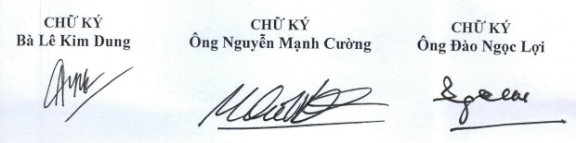 CHỮ KÝ
Bà Lê Kim Dung
CHỮ KÝ
Ông Nguyễn Mạnh Cường
CHỮ KÝ
Ông Đào Ngọc Lợi